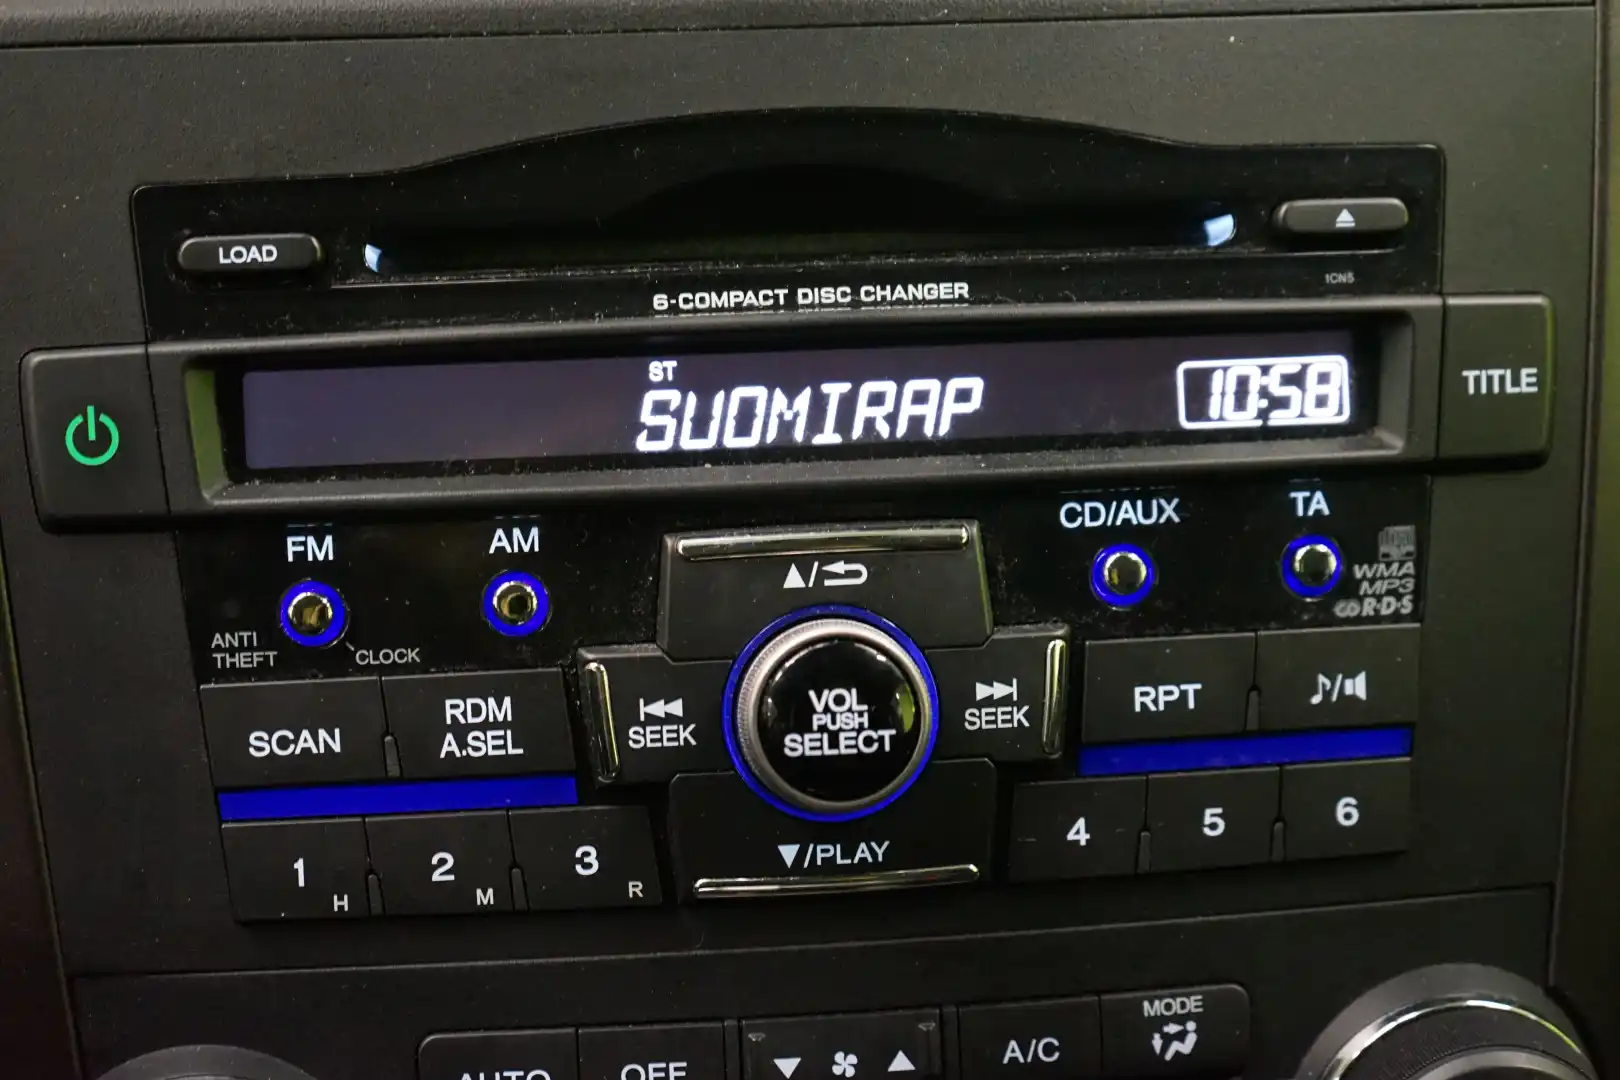 LOAD
1CN5
6-COMPACT DISC CHANGER
ST
SUOMIRAP
10:58
TITLE
FM
AM
CD/AUX
TA
ANTI
THEFT
CLOCK
WMA
MP3
R·D·S
▲/
SCAN
RDM
A.SEL
SEEK
VOL
PUSH
SELECT
SEEK
RPT
▼/PLAY
1 H
2 M
3 R
4
5
6
AUTO
OFF
A/C
MODE